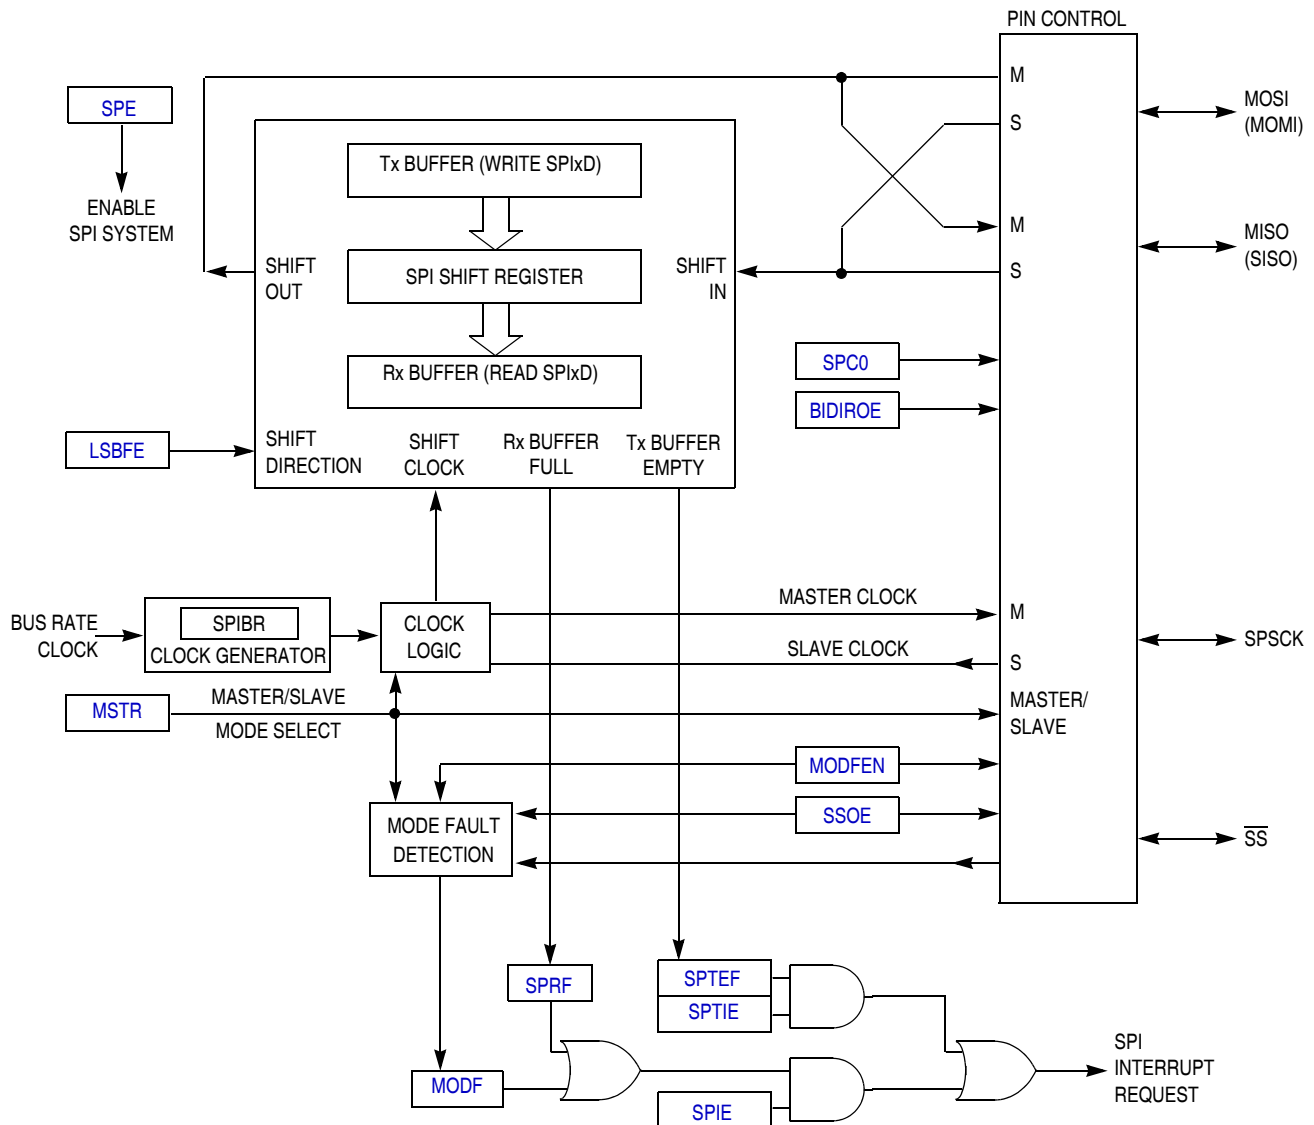 PIN CONTROL
SPE
ENABLE
SPI SYSTEM
Tx BUFFER (WRITE SPIxD)
SPI SHIFT REGISTER
Rx BUFFER (READ SPIxD)
SHIFT
OUT
SHIFT
IN
M
S
M
S
MOSI
(MOMI)
MISO
(SISO)
SPC0
BIDIROE
LSBFE
SHIFT
DIRECTION
SHIFT
CLOCK
Rx BUFFER
FULL
Tx BUFFER
EMPTY
BUS RATE
CLOCK
SPIBR
CLOCK GENERATOR
CLOCK
LOGIC
MASTER CLOCK
M
SLAVE CLOCK
S
SPSCK
MSTR
MASTER/SLAVE
MODE SELECT
MASTER/
SLAVE
MODFEN
SSOE
MODE FAULT
DETECTION
SS
SPRF
SPTEF
SPTIE
MODF
SPIE
SPI
INTERRUPT
REQUEST